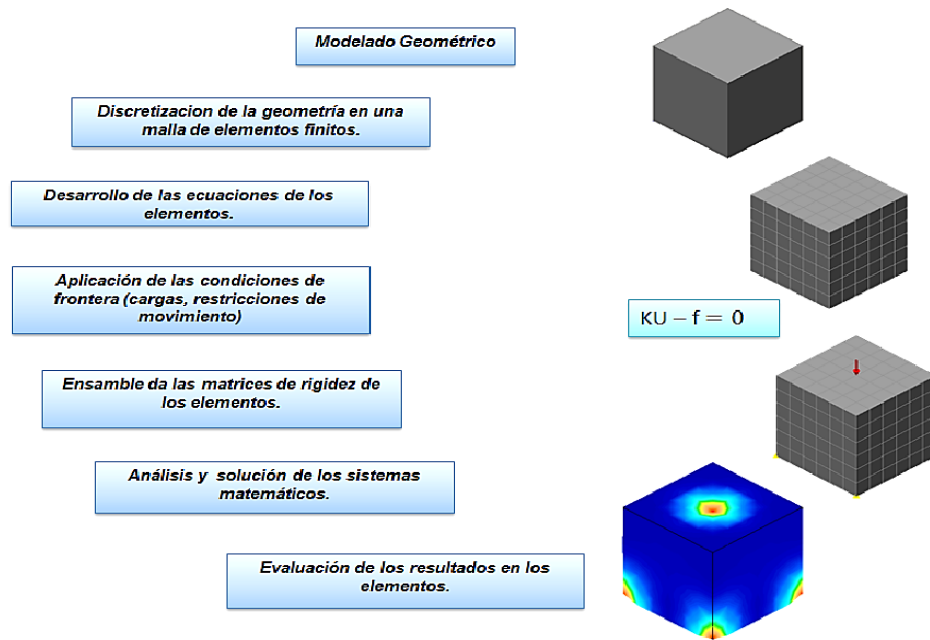 Modelado Geométrico
Discretizacion de la geometría en una
malla de elementos finitos.
Desarrollo de las ecuaciones de los
elementos.
Aplicación de las condiciones de
frontera (cargas, restricciones de
movimiento)
KU – f = 0
Ensamble da las matrices de rigidez de
los elementos.
Análisis y solución de los sistemas
matemáticos.
Evaluación de los resultados en los
elementos.